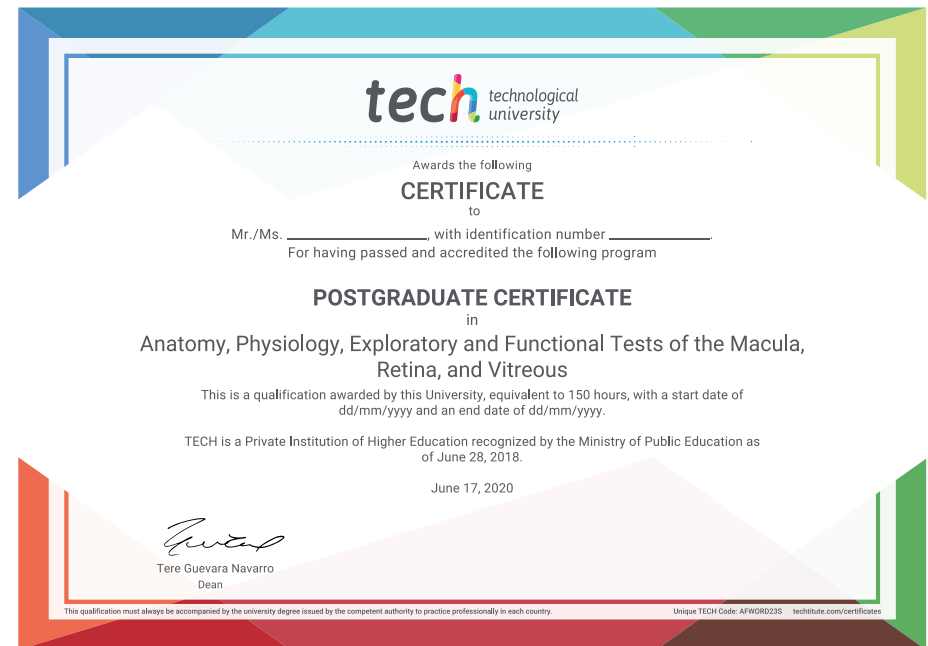 tech technological
university
Awards the following
CERTIFICATE
to
Mr./Ms. ________________, with identification number ____________.
For having passed and accredited the following program
POSTGRADUATE CERTIFICATE
in
Anatomy, Physiology, Exploratory and Functional Tests of the Macula,
Retina, and Vitreous
This is a qualification awarded by this University, equivalent to 150 hours, with a start date of
dd/mm/yyyy and an end date of dd/mm/yyyy.
TECH is a Private Institution of Higher Education recognized by the Ministry of Public Education as
of June 28, 2018.
June 17, 2020
Tere Guevara Navarro
Dean
This qualification must always be accompanied by the university degree issued by the competent authority to practice professionally in each country.
Unique TECH Code: AFWORD23S techtitute.com/certificates